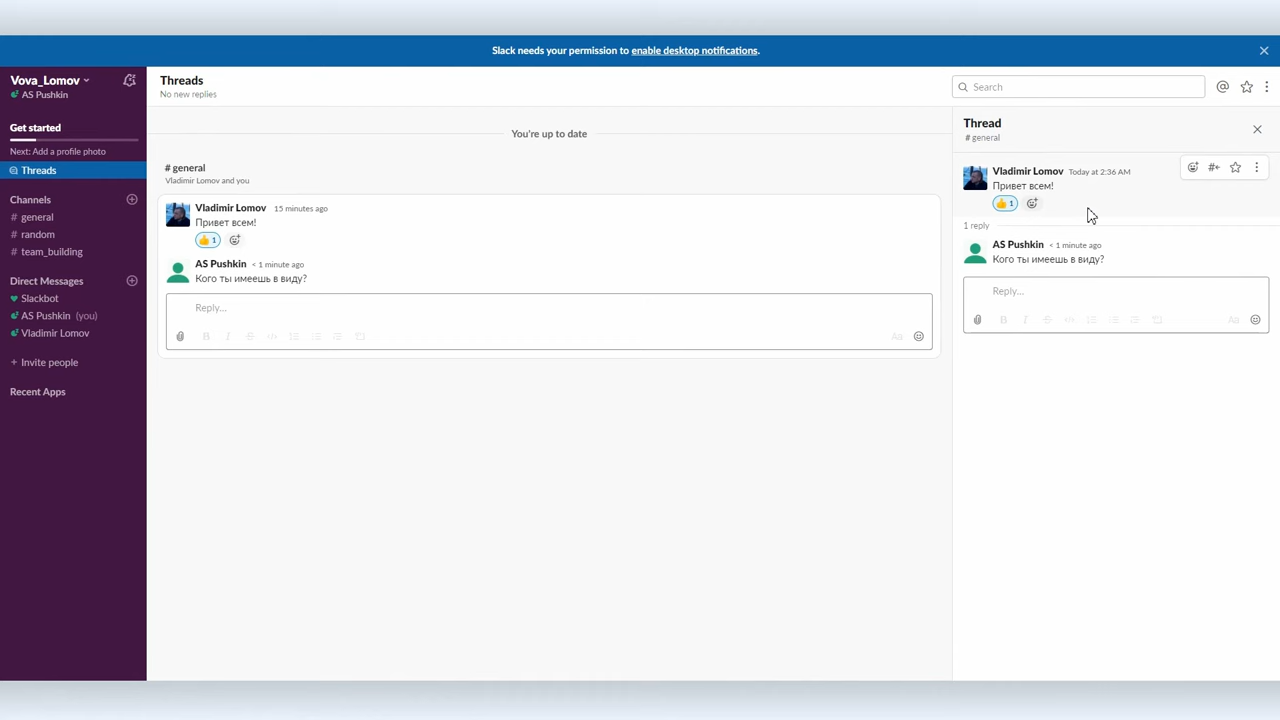 Slack needs your permission to enable desktop notifications.
Vova_Lomov
AS Pushkin
Get started
Next: Add a profile photo
Threads
Channels
# general
# random
# team_building
Direct Messages
Slackbot
AS Pushkin (you)
Vladimir Lomov
+ Invite people
Recent Apps
Threads
No new replies
You're up to date
# general
Vladimir Lomov and you
Vladimir Lomov 15 minutes ago
Привет всем!
1
AS Pushkin < 1 minute ago
Кого ты имеешь в виду?
Reply...
Aa
Search
Thread
# general
Vladimir Lomov Today at 2:36 AM
Привет всем!
1
1 reply
AS Pushkin < 1 minute ago
Кого ты имеешь в виду?
Reply...
Aa